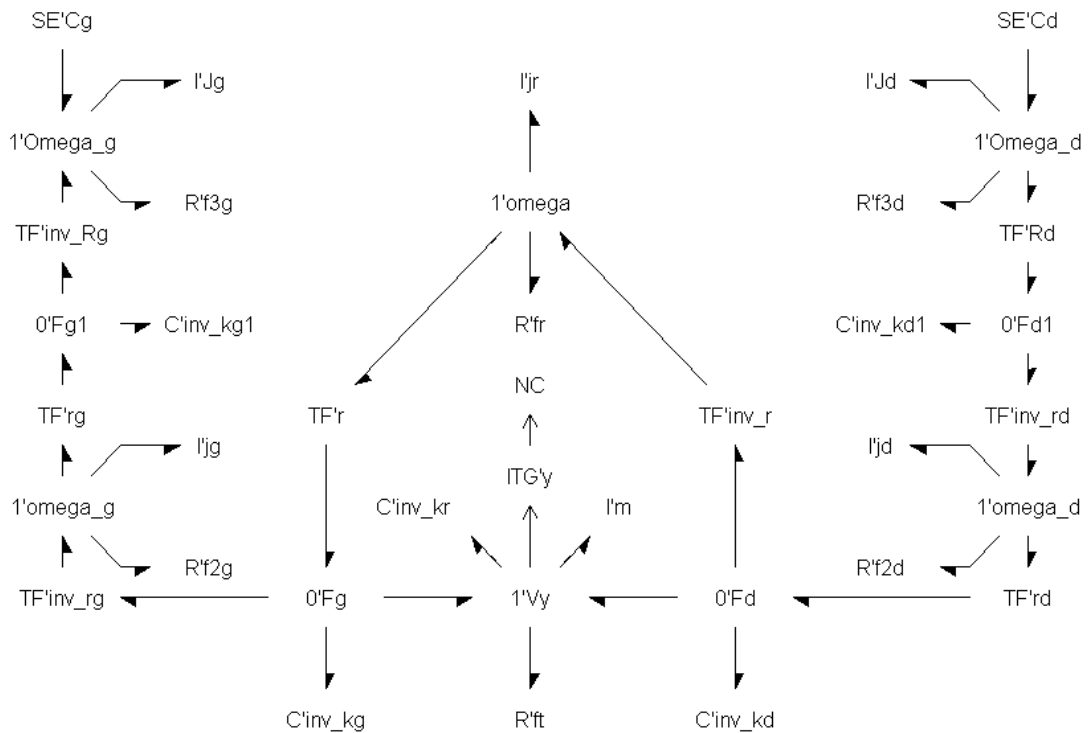 SE'Cg
SE'Cd
I'Jg
I'jr
I'Jd
1'Omega_g
1'Omega_d
R'f3g
1'omega
R'f3d
TF'inv_Rg
TF'Rd
0'Fg1
C'inv_kg1
R'fr
C'inv_kd1
0'Fd1
NC
TF'rg
TF'r
TF'inv_r
TF'inv_rd
I'jg
I'jd
ITG'y
1'omega_g
C'inv_kr
I'm
1'omega_d
R'f2g
R'f2d
TF'inv_rg
0'Fg
1'Vy
0'Fd
TF'rd
C'inv_kg
R'ft
C'inv_kd